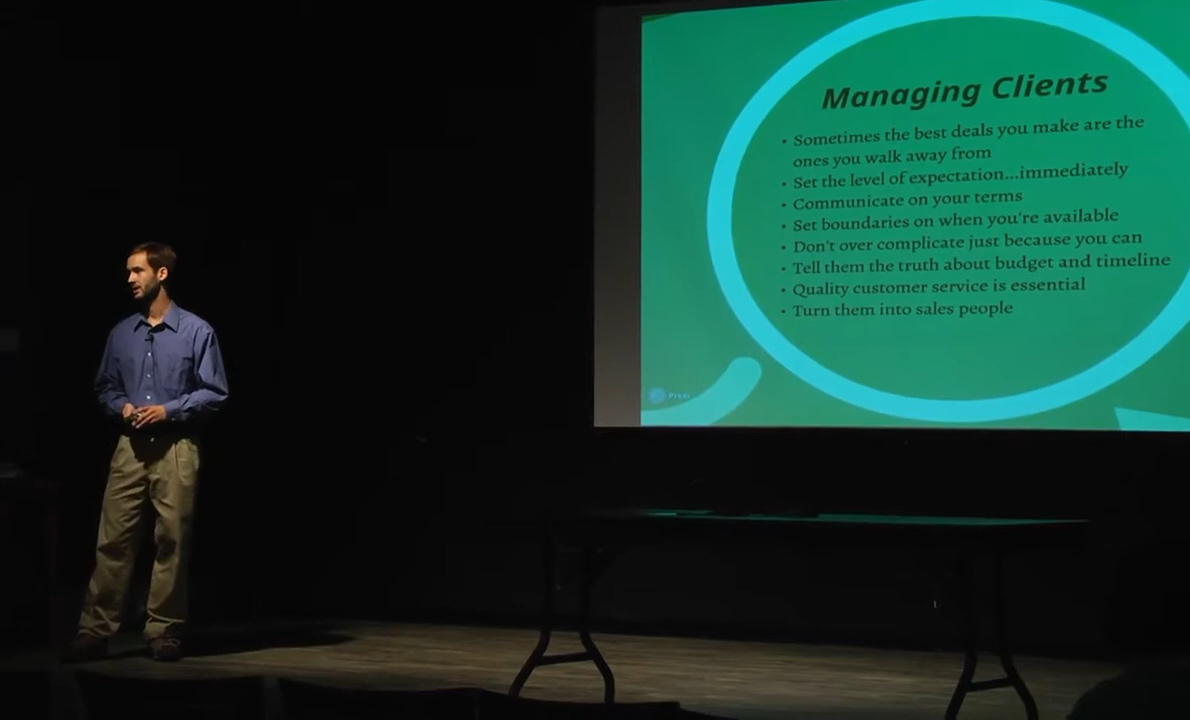 Managing Clients
• Sometimes the best deals you make are the
ones you walk away from
• Set the level of expectation...immediately
• Communicate on your terms
• Set boundaries on when you're available
• Don't over complicate just because you can
• Tell them the truth about budget and timeline
• Quality customer service is essential
• Turn them into sales people
Prezi